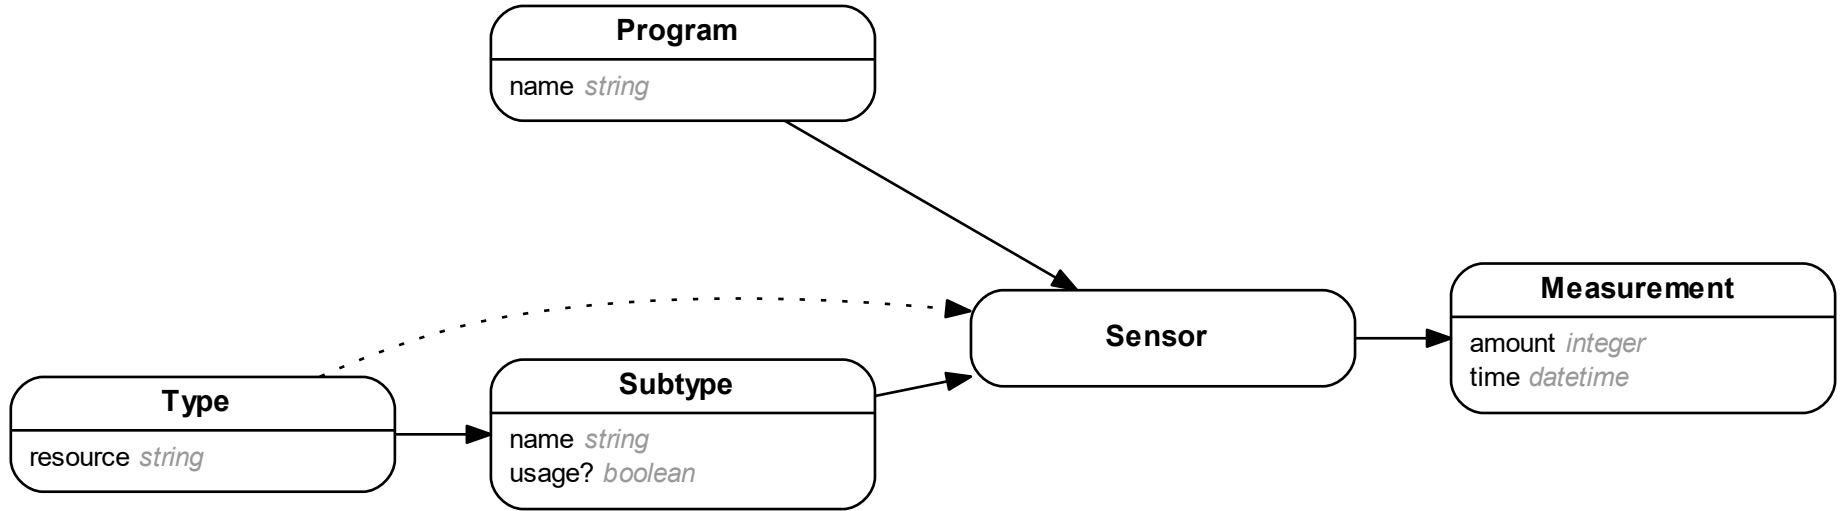 Program
name string
Type
resource string
Subtype
name string
usage? boolean
Sensor
Measurement
amount integer
time datetime